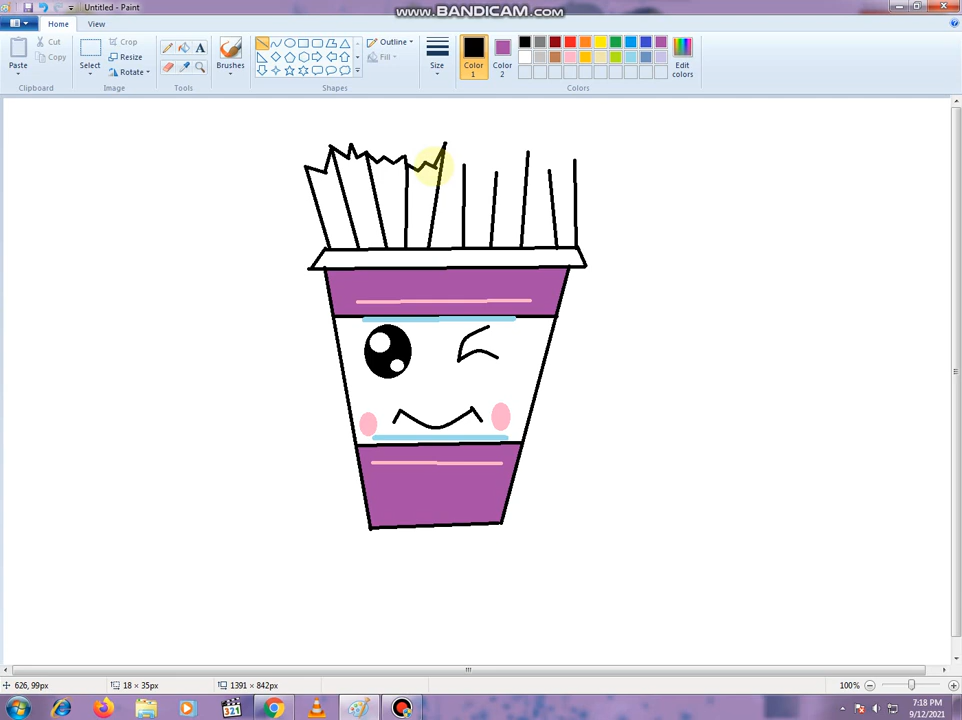 Untitled - Paint
www.BANDICAM.com
Home
View
Paste
Cut
Copy
Clipboard
Select
Crop
Resize
Rotate
Image
A
Tools
Brushes
Outline
Fill
Shapes
Size
Color
1
Color
2
Edit
colors
Colors
626, 99px
18 × 35px
1391 × 842px
100%
321
7:18 PM
9/12/2021